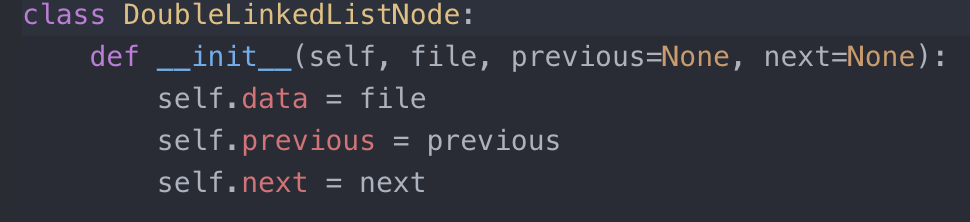 class DoubleLinkedListNode:
    def __init__(self, file, previous=None, next=None):
        self.data = file
        self.previous = previous
        self.next = next